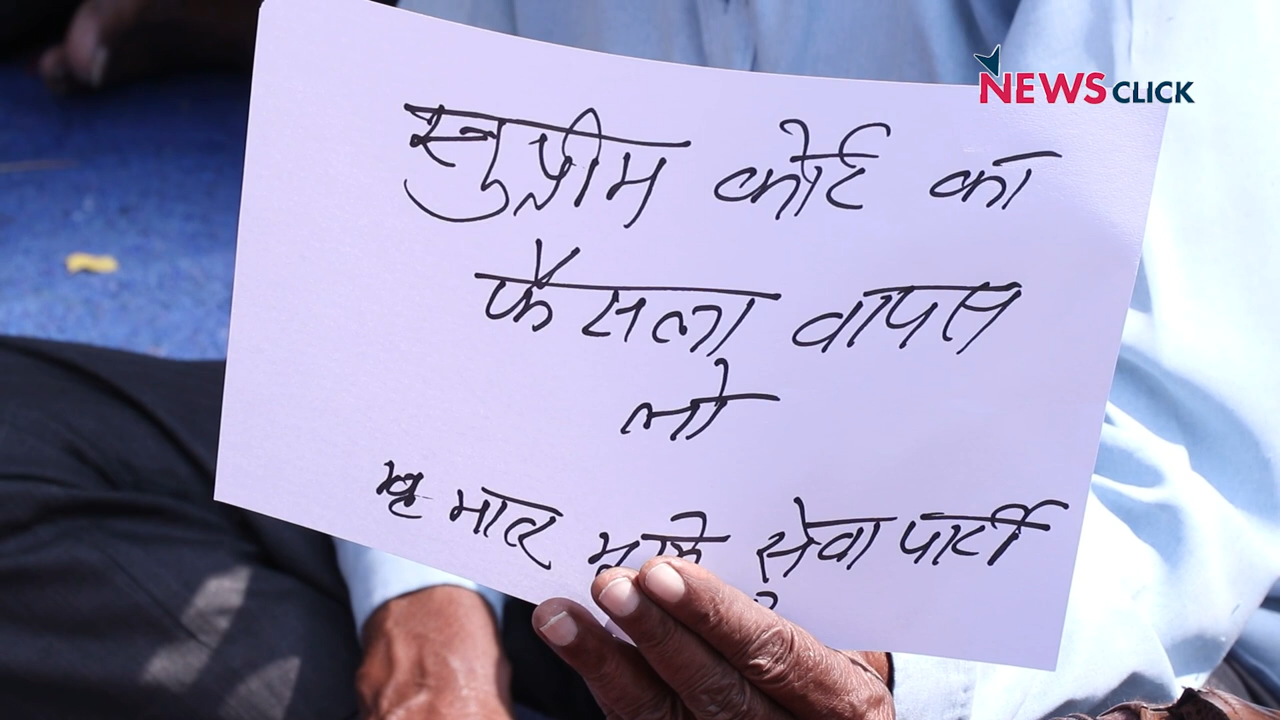 NEWSCLICK
सुप्रीम कोर्ट का
फैसला वापस
लो
सेवा पार्टी